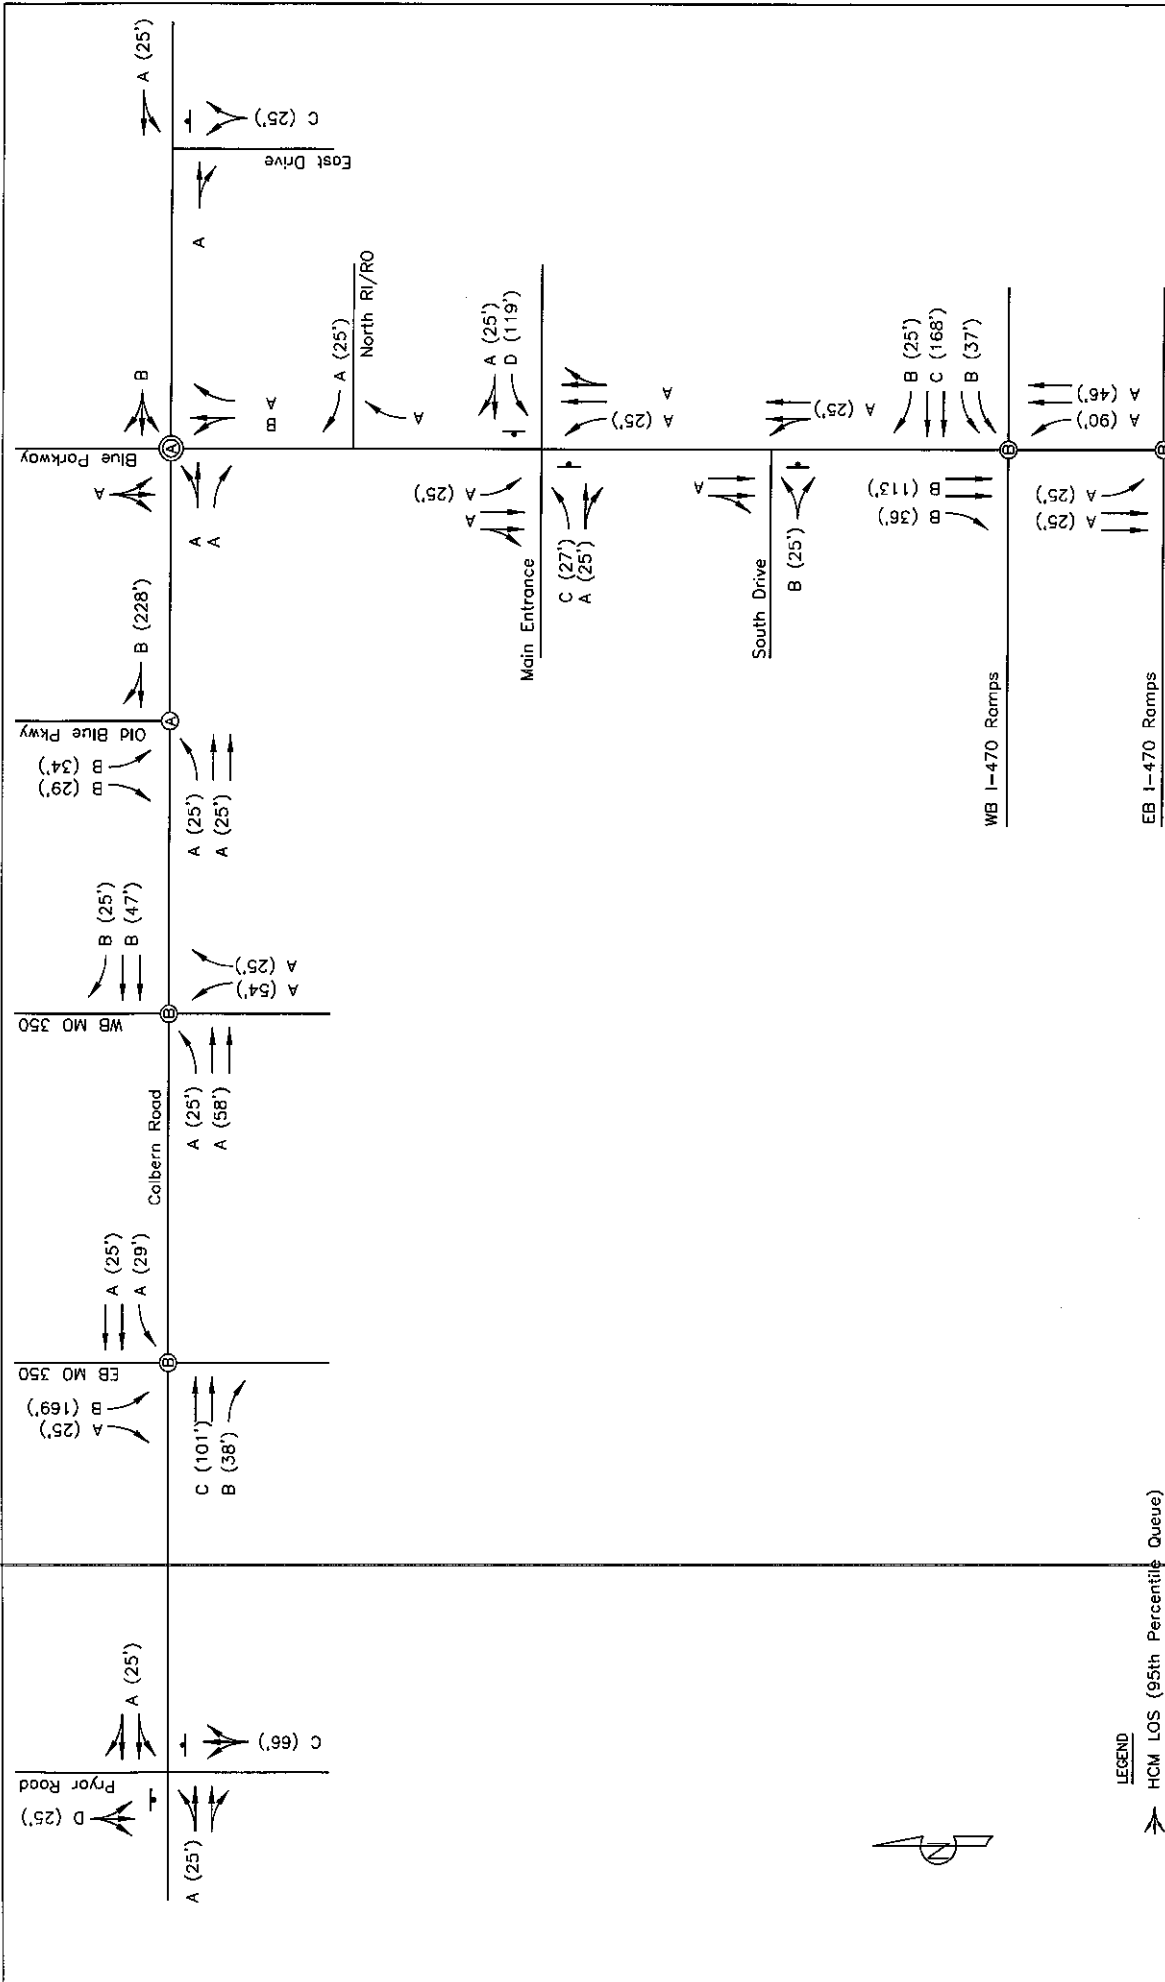 A (25')
C (25')
East Drive
A
B
Blue Parkway
A
A
B
A
A
A
A (25')
North RI/RO
A
B (228')
Old Blue Pkwy
B (34')
B (29')
A
A (25')
A (25')
A (25')
D (119')
A (25')
A
A
A (25')
Main Entrance
C (27')
A (25')
A
A (25')
South Drive
B (25')
B (25')
C (168')
B (37')
B (113')
B (36')
WB I-470 Ramps
B
A (46')
A (90')
A (25')
A (25')
EB I-470 Ramps
B
B (25')
B (47')
WB MO 350
B
A (25')
A (54')
A (25')
A (58')
Colbern Road
A (25')
A (29')
EB MO 350
B
B (169')
A (25')
C (101')
B (38')
A (25')
Pryor Road
D (25')
C (66')
A (25')
N
LEGEND
HCM LOS (95th Percentile Queue)